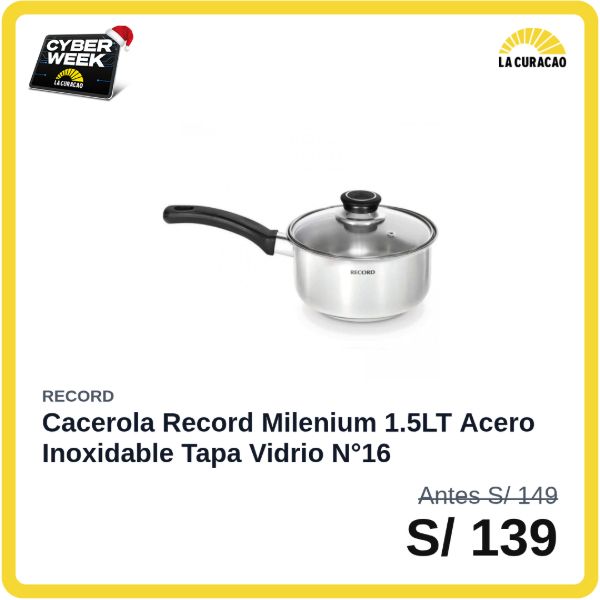 CYBER
WEEK
LA CURACAO
LA CURACAO
RECORD
RECORD
Cacerola Record Milenium 1.5LT Acero
Inoxidable Tapa Vidrio N°16
Antes S/ 149
S/ 139